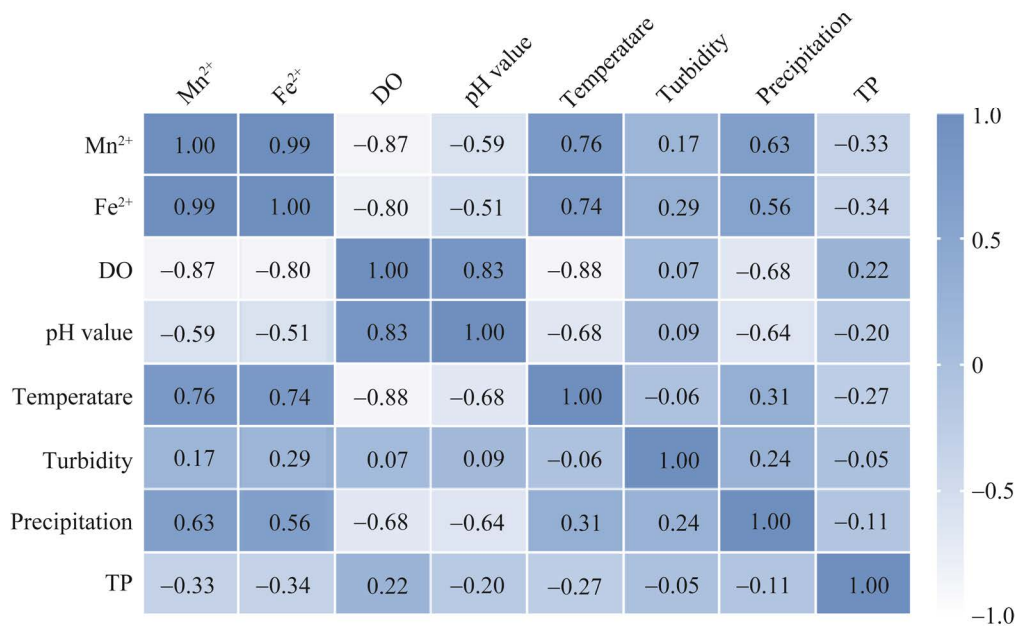 Mn²⁺ Fe²⁺ DO pH value Temperatare Turbidity Precipitation TP
Mn²⁺ 1.00 0.99 –0.87 –0.59 0.76 0.17 0.63 –0.33
Fe²⁺ 0.99 1.00 –0.80 –0.51 0.74 0.29 0.56 –0.34
DO –0.87 –0.80 1.00 0.83 –0.88 0.07 –0.68 0.22
pH value –0.59 –0.51 0.83 1.00 –0.68 0.09 –0.64 –0.20
Temperatare 0.76 0.74 –0.88 –0.68 1.00 –0.06 0.31 –0.27
Turbidity 0.17 0.29 0.07 0.09 –0.06 1.00 0.24 –0.05
Precipitation 0.63 0.56 –0.68 –0.64 0.31 0.24 1.00 –0.11
TP –0.33 –0.34 0.22 –0.20 –0.27 –0.05 –0.11 1.00
1.0
0.5
0
–0.5
–1.0